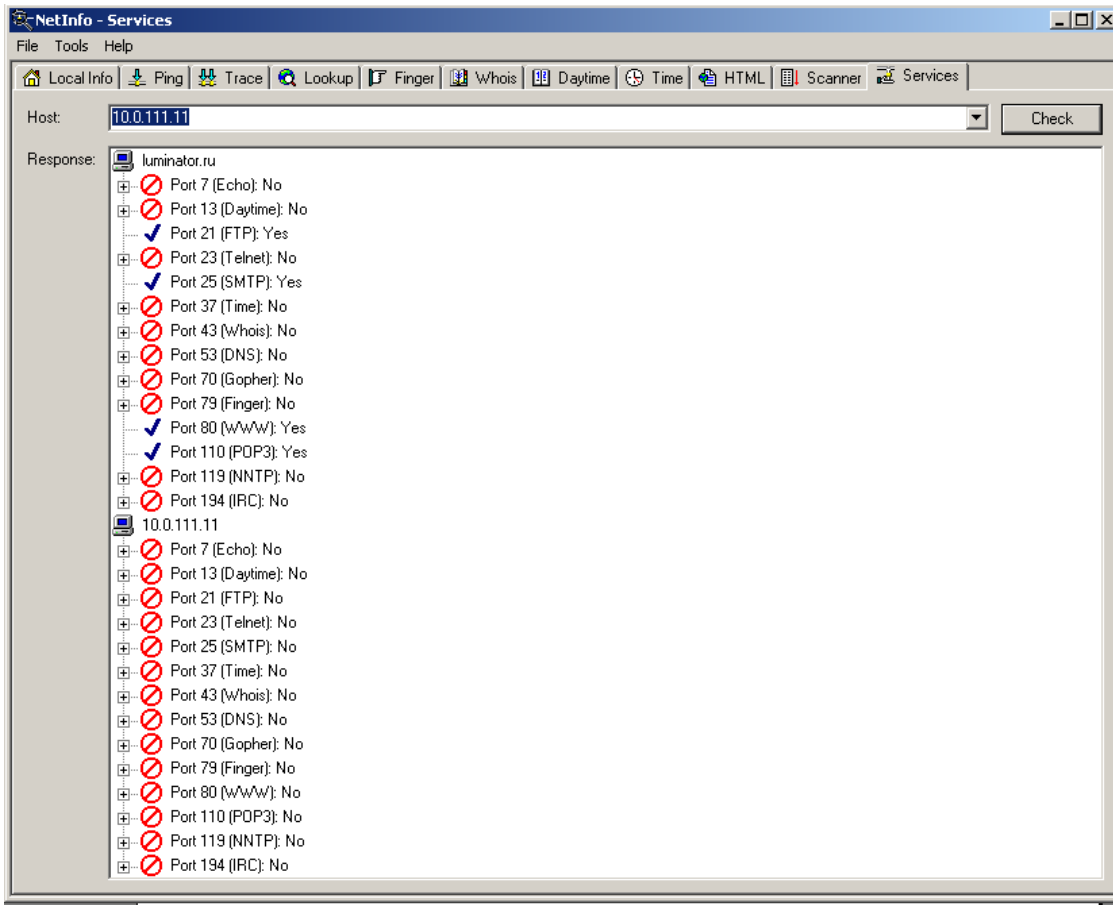 NetInfo - Services
File Tools Help
Local Info Ping Trace Lookup Finger Whois Daytime Time HTML Scanner Services
Host: 10.0.111.11 Check
Response: luminator.ru
Port 7 (Echo): No
Port 13 (Daytime): No
Port 21 (FTP): Yes
Port 23 (Telnet): No
Port 25 (SMTP): Yes
Port 37 (Time): No
Port 43 (Whois): No
Port 53 (DNS): No
Port 70 (Gopher): No
Port 79 (Finger): No
Port 80 (WWW): Yes
Port 110 (POP3): Yes
Port 119 (NNTP): No
Port 194 (IRC): No
10.0.111.11
Port 7 (Echo): No
Port 13 (Daytime): No
Port 21 (FTP): No
Port 23 (Telnet): No
Port 25 (SMTP): No
Port 37 (Time): No
Port 43 (Whois): No
Port 53 (DNS): No
Port 70 (Gopher): No
Port 79 (Finger): No
Port 80 (WWW): No
Port 110 (POP3): No
Port 119 (NNTP): No
Port 194 (IRC): No